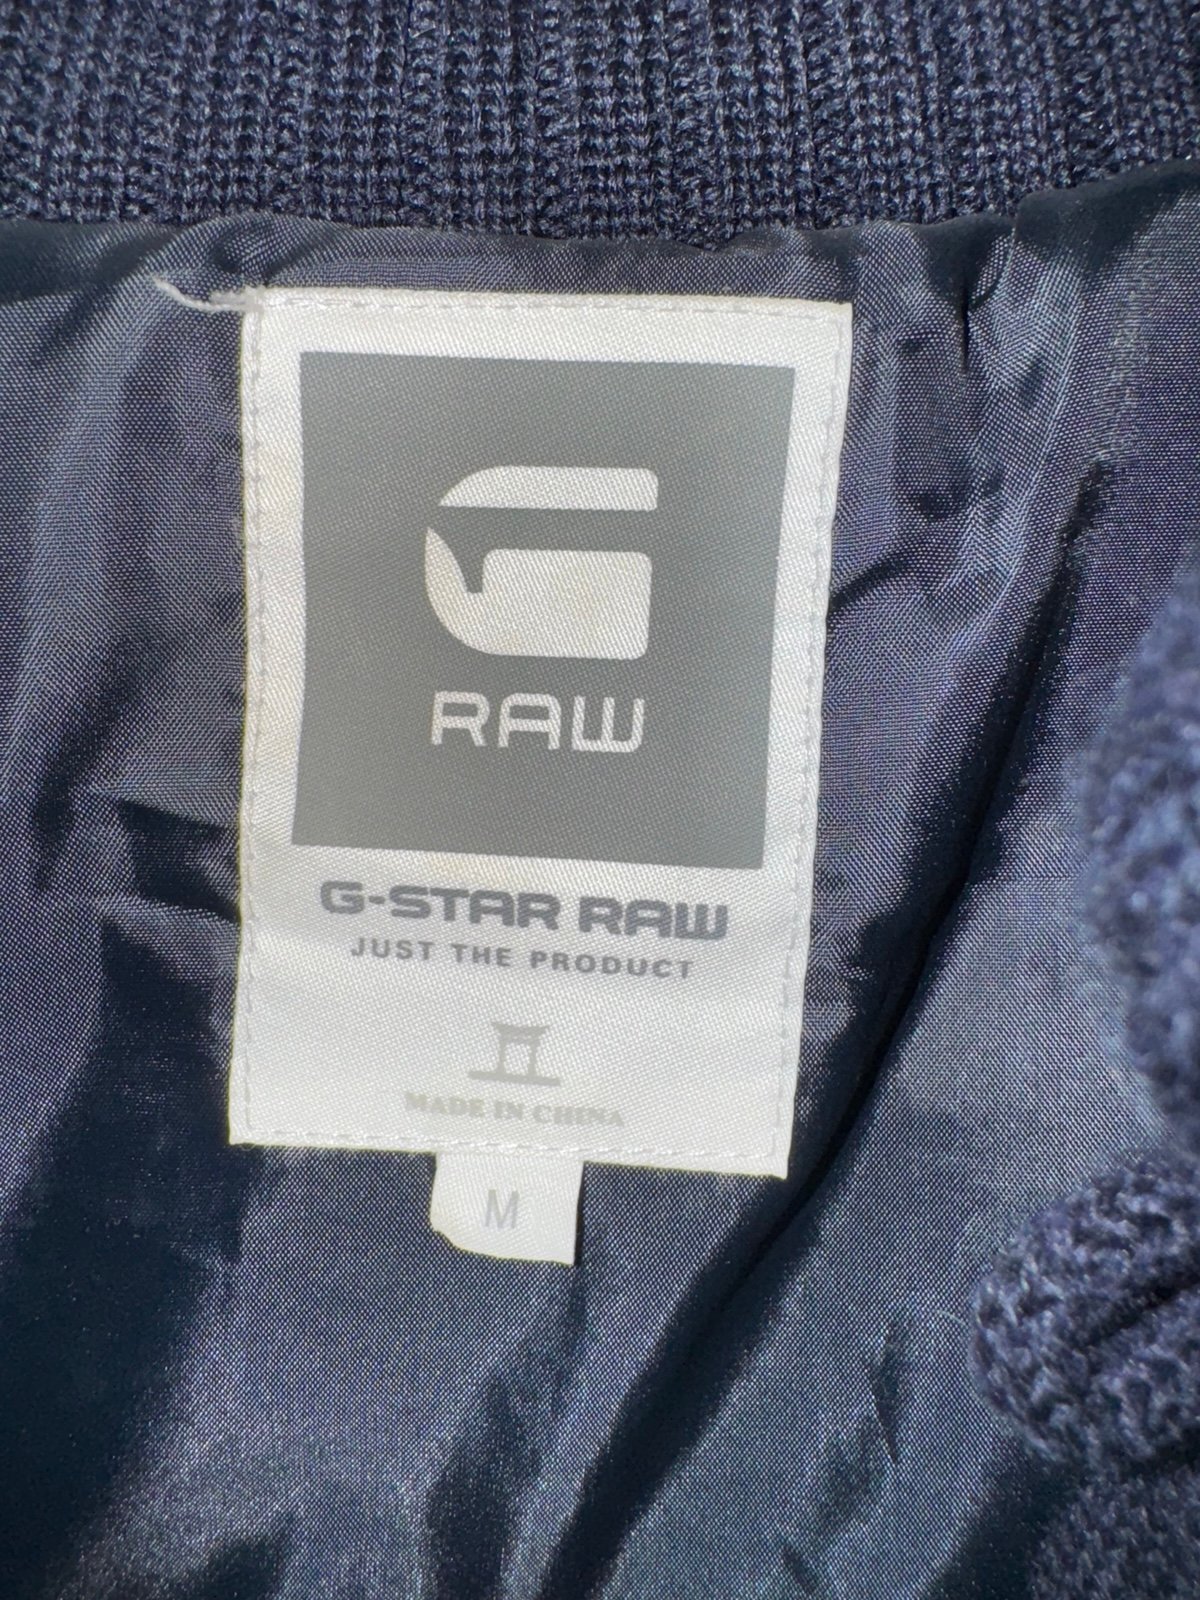 RAW
G-STAR RAW
JUST THE PRODUCT
MADE IN CHINA
M